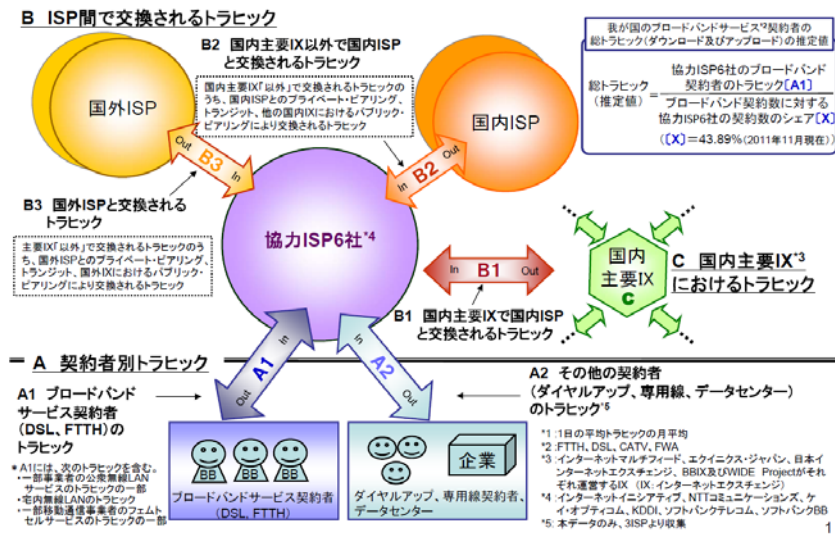 B ISP間で交換されるトラヒック
B2 国内主要IX以外で国内ISP
と交換されるトラヒック
国内主要IX「以外」で交換されるトラヒックの
うち、国内ISPとのプライベート・ピアリング、
トランジット、他の国内IXにおけるパブリック・
ピアリングにより交換されるトラヒック
我が国のブロードバンドサービス*2契約者の
総トラヒック(ダウンロード及びアップロード)の推定値
総トラヒック
(推定値)
=
協力ISP6社のブロードバンド
契約者のトラヒック[A1]
ブロードバンド契約数に対する
協力ISP6社の契約数のシェア[X]
([X]=43.89%(2011年11月現在))
国外ISP
国内ISP
Out B3 In
In B2 Out
B3 国外ISPと交換される
トラヒック
主要IX「以外」で交換されるトラヒックのう
ち、国外ISPとのプライベート・ピアリング、
トランジット、国外IXにおけるパブリック・
ピアリングにより交換されるトラヒック
協力ISP6社*4
In B1 Out
B1 国内主要IXで国内ISP
と交換されるトラヒック
国内
主要IX
C
C 国内主要IX*3
におけるトラヒック
A 契約者別トラヒック
In A1 Out
In A2 Out
A1 ブロードバンド
サービス契約者
(DSL, FTTH)の
トラヒック
* A1には、次のトラヒックを含む。
・一部事業者の公衆無線LAN
サービスのトラヒックの一部
・宅内無線LANのトラヒック
・一部移動通信事業者のフェムト
セルサービスのトラヒックの一部
BB BB BB
ブロードバンドサービス契約者
(DSL, FTTH)
企業
ダイヤルアップ、専用線契約者、
データセンター
A2 その他の契約者
(ダイヤルアップ、専用線、データセンター)
のトラヒック*5
*1 :1日の平均トラヒックの月平均
*2:FTTH, DSL, CATV, FWA
*3 :インターネットマルチフィード、エクイニクス・ジャパン、日本イ
ンターネットエクスチェンジ、BBIX及びWIDE Projectがそれ
ぞれ運営するIX (IX:インターネットエクスチェンジ)
*4:インターネットイニシアティブ、NTTコミュニケーションズ、ケ
イ・オプティコム、KDDI、ソフトバンクテレコム、ソフトバンクBB
*5: 本データのみ、3ISPより収集
1